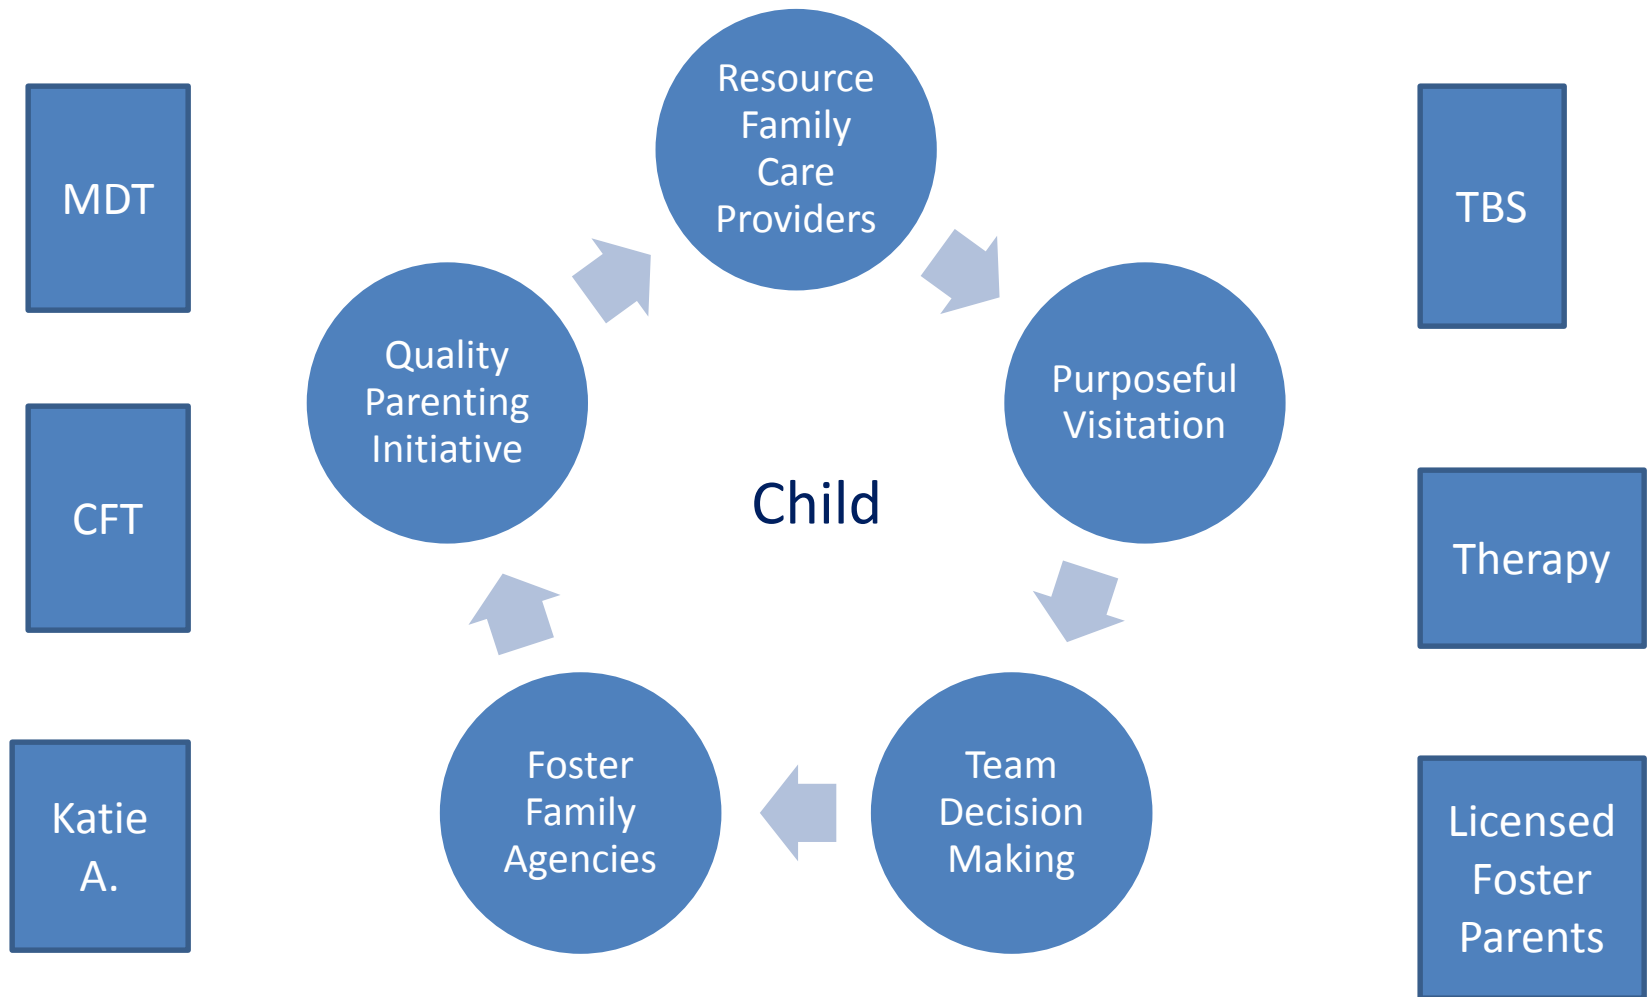 Resource
Family
Care
Providers
MDT
TBS
Quality
Parenting
Initiative
Purposeful
Visitation
Child
CFT
Therapy
Foster
Family
Agencies
Team
Decision
Making
Katie
A.
Licensed
Foster
Parents